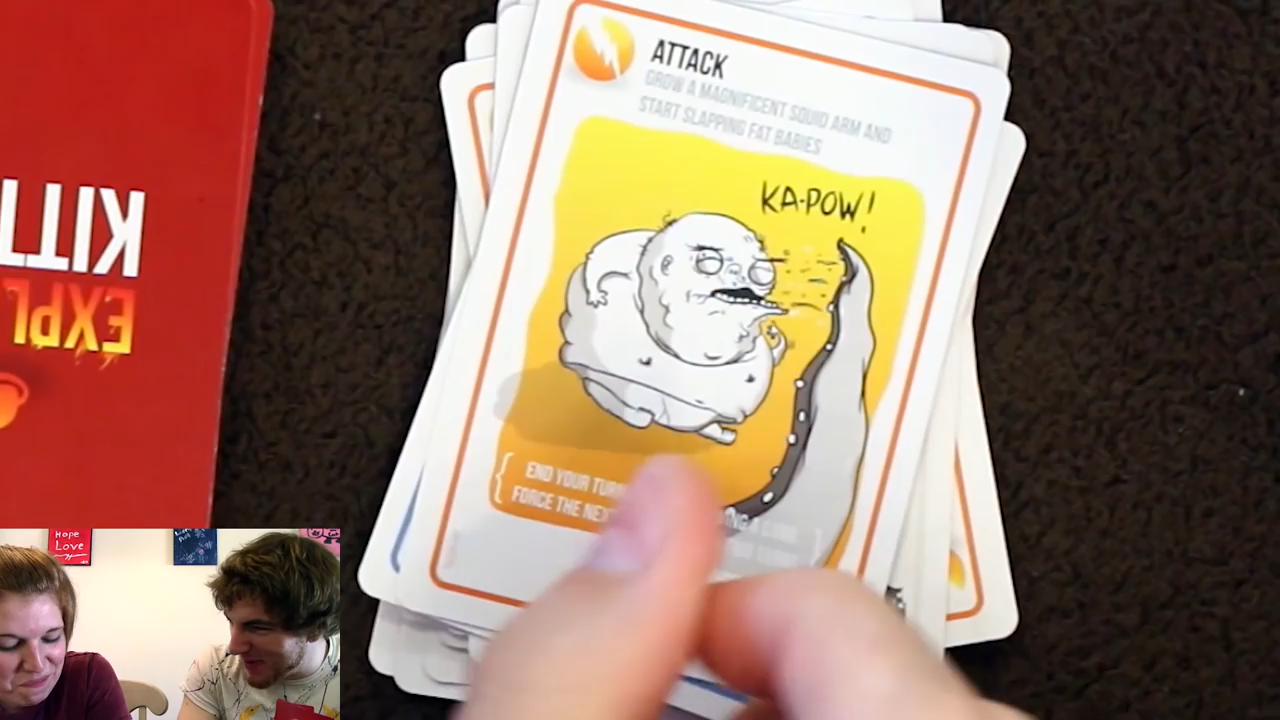 ATTACK
GROW A MAGNIFICENT SQUID ARM AND
START SLAPPING FAT BABIES
KA-POW!
END YOUR TURN
FORCE THE NEXT
KITT
EXPL
Hope
Love